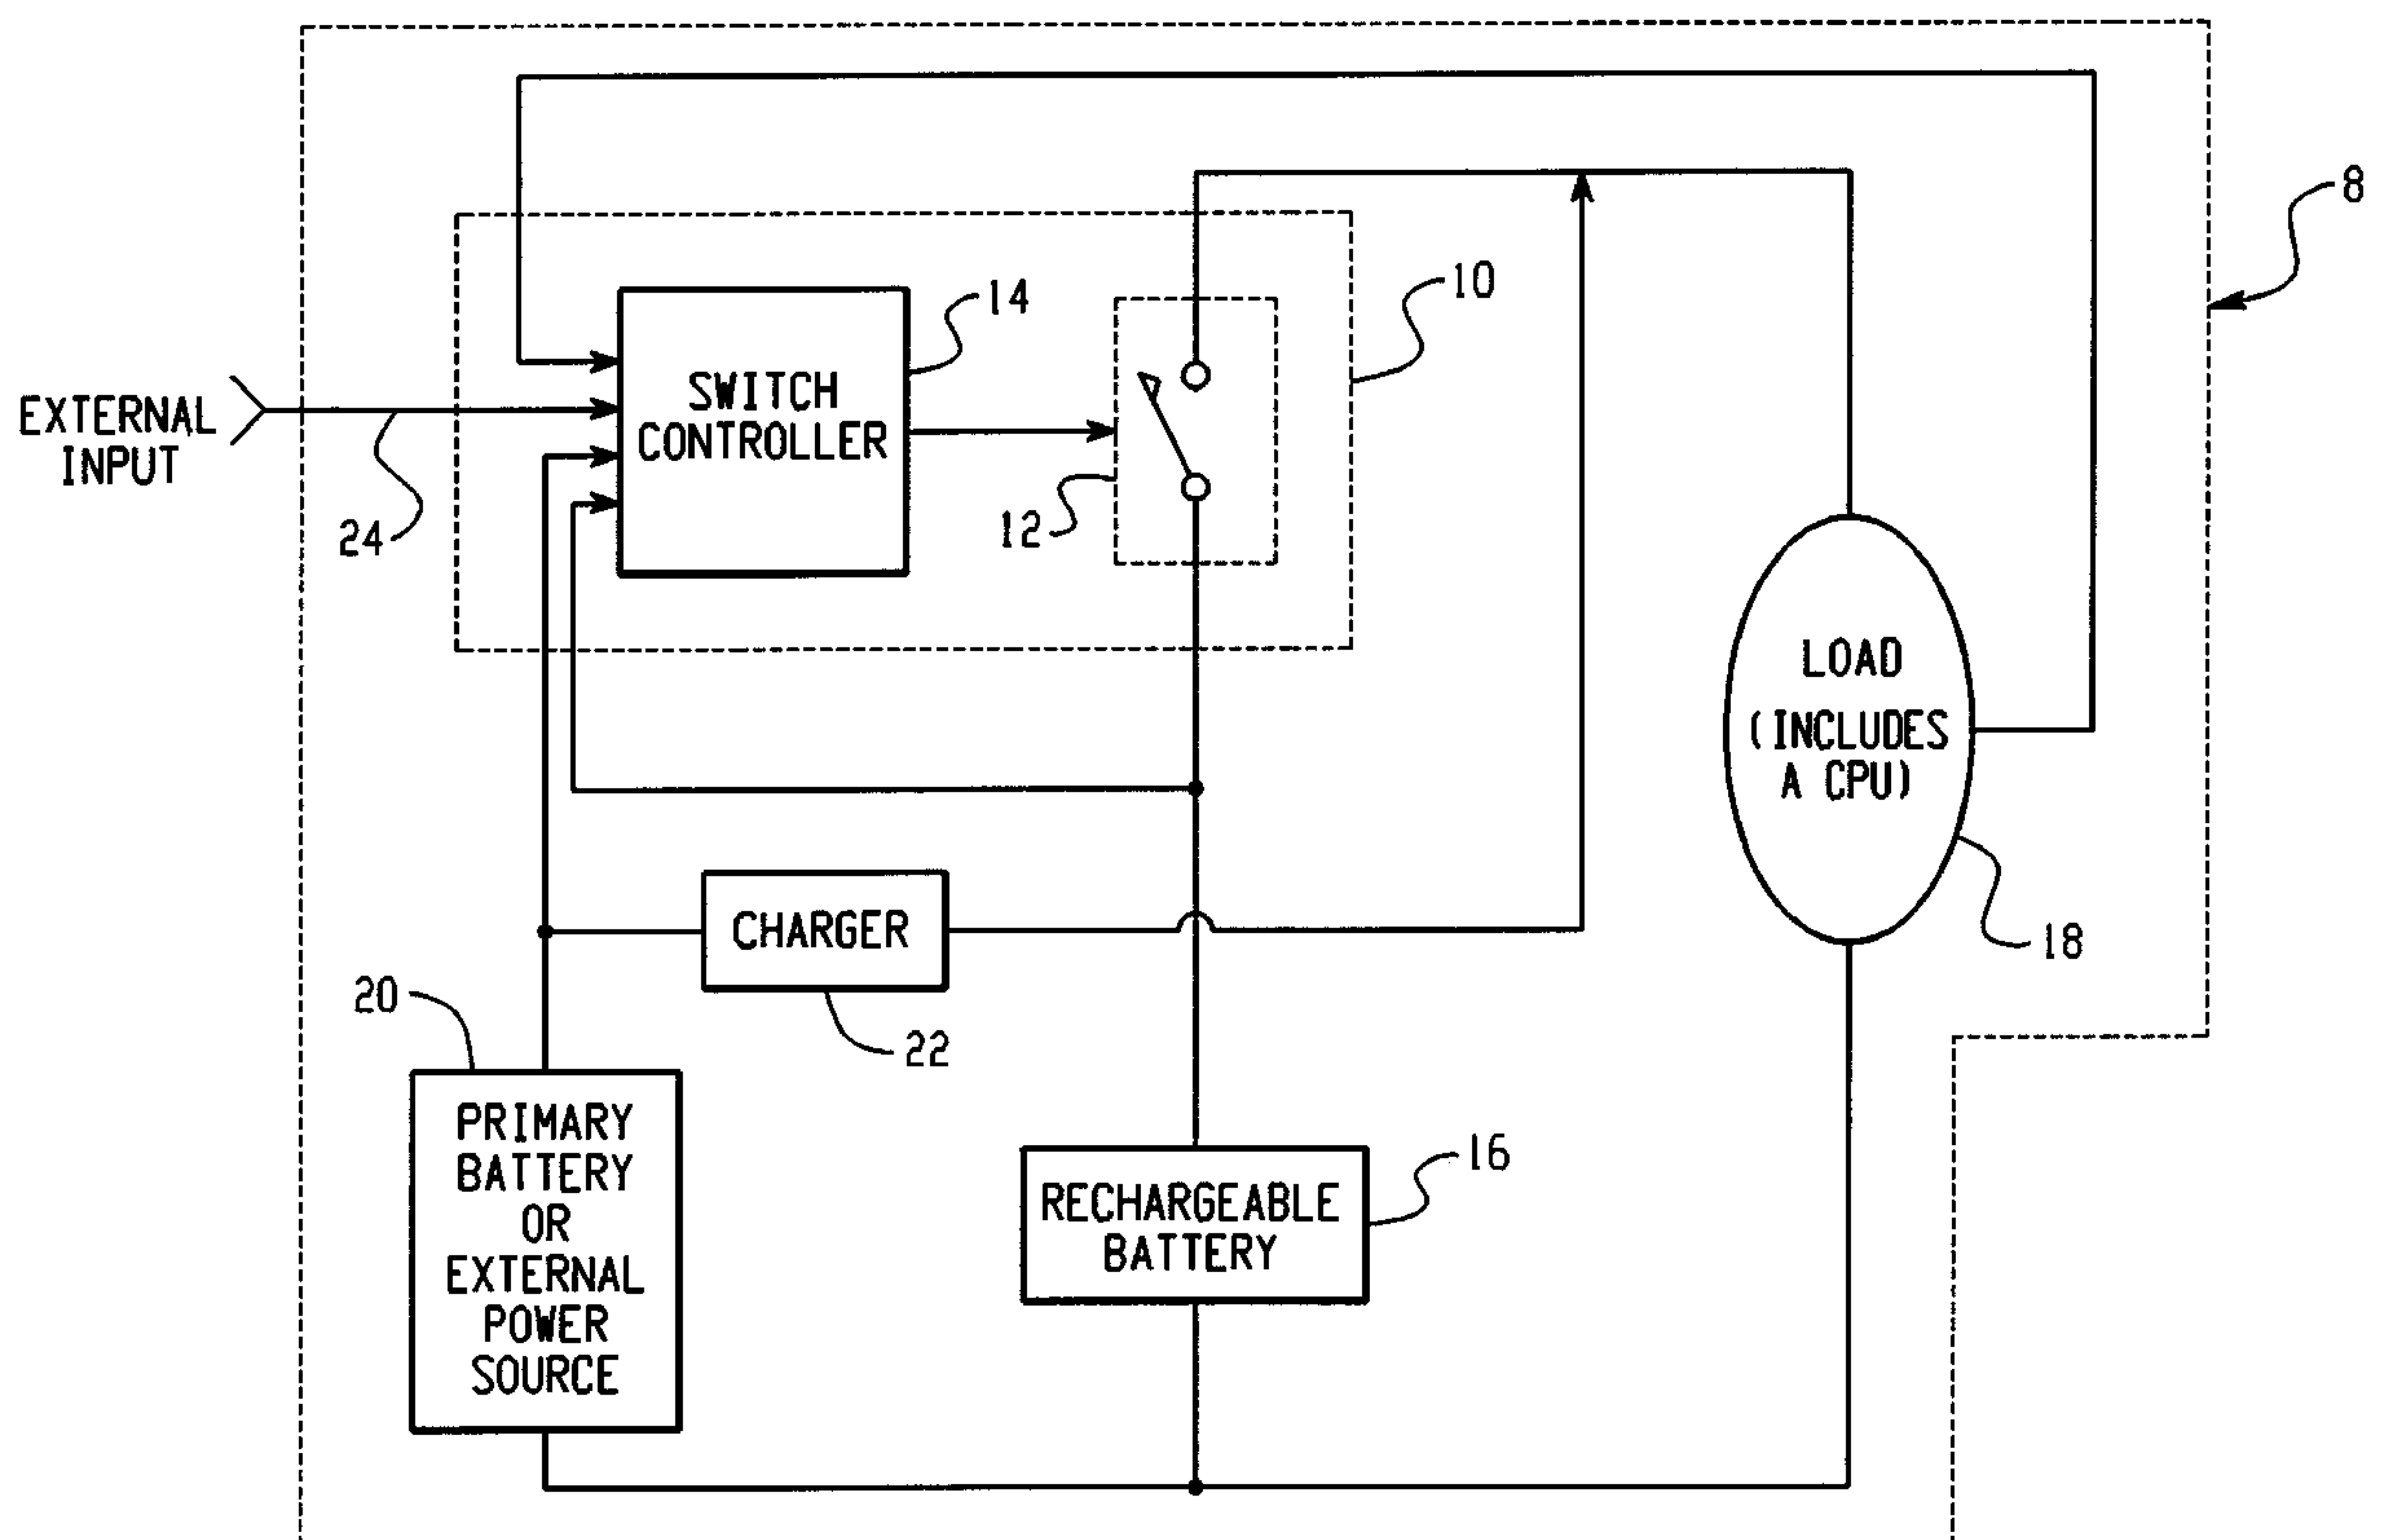 8
10
14
SWITCH
CONTROLLER
EXTERNAL
INPUT
24
12
LOAD
(INCLUDES
A CPU)
18
CHARGER
22
20
PRIMARY
BATTERY
OR
EXTERNAL
POWER
SOURCE
16
RECHARGEABLE
BATTERY